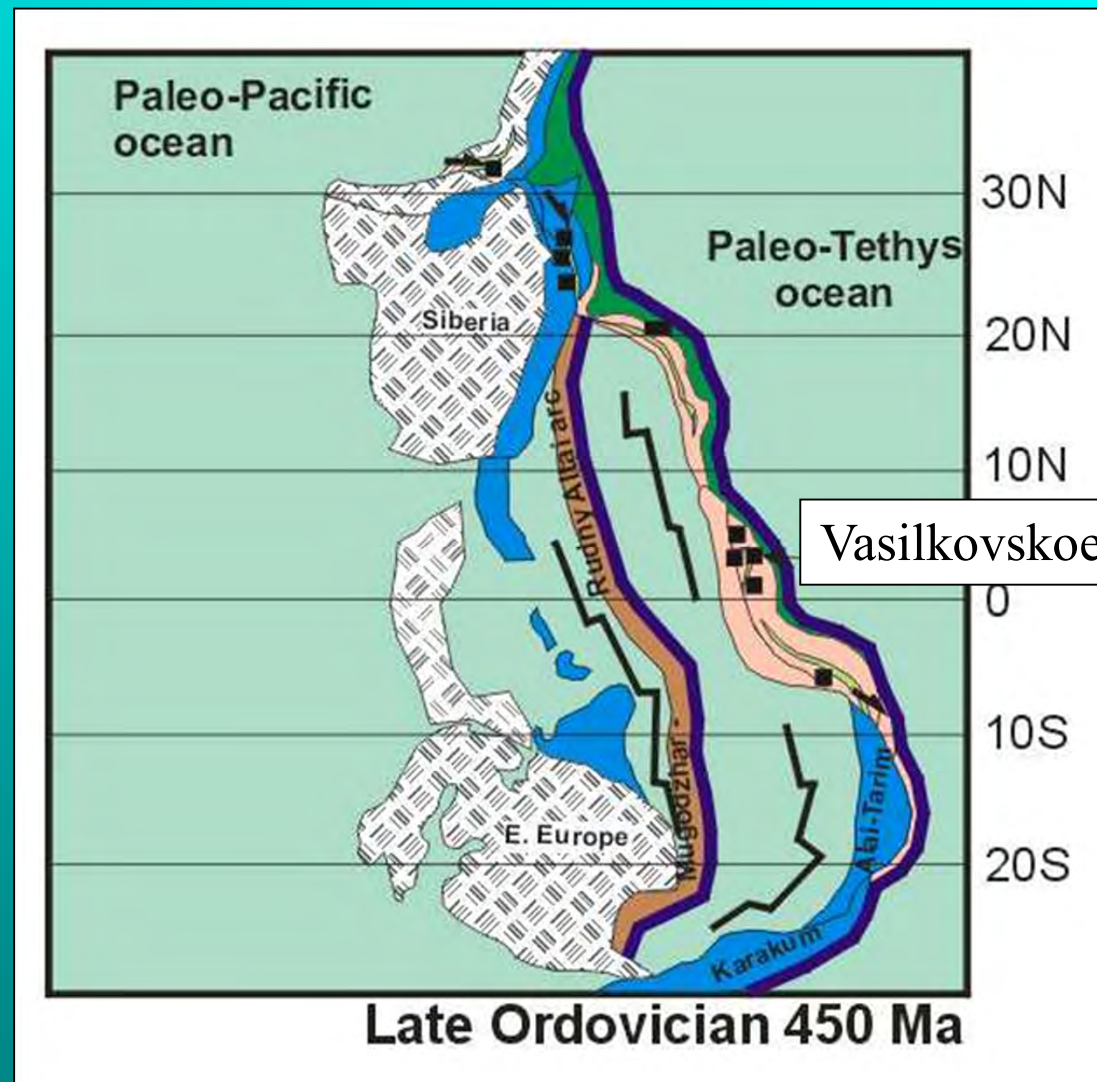 Paleo-Pacific
ocean
30N
Paleo-Tethys
ocean
Siberia
20N
Rudny Altai arc
10N
Vasilkovskoe
0
10S
Mugodzhar -
Alai-Tarim
E. Europe
20S
Karakum
Late Ordovician 450 Ma